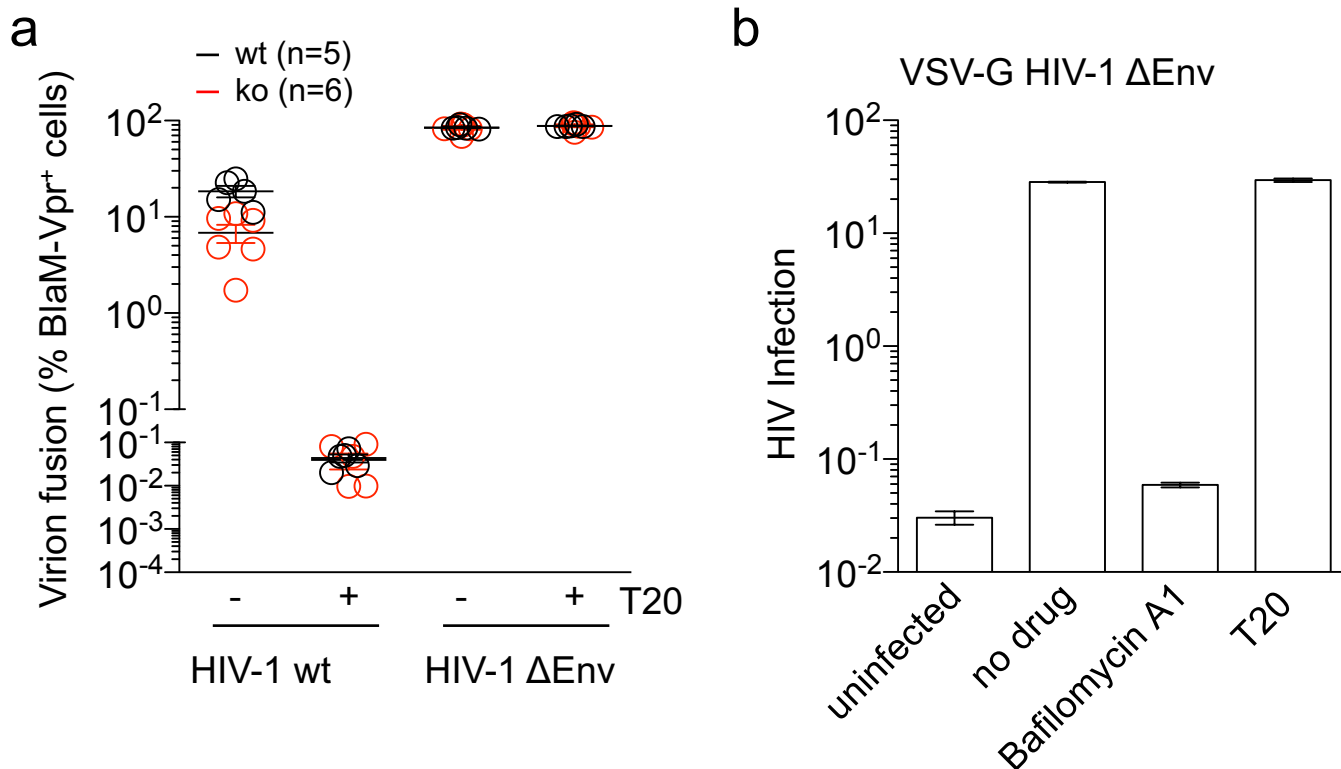 a
wt (n=5)
ko (n=6)
Virion fusion (% BlaM-Vpr⁺ cells)
10²
10¹
10⁰
10⁻¹
10⁻¹
10⁻²
10⁻³
10⁻⁴
- + - + T20
HIV-1 wt HIV-1 ΔEnv
b
VSV-G HIV-1 ΔEnv
HIV Infection
10²
10¹
10⁰
10⁻¹
10⁻²
uninfected
no drug
Bafilomycin A1
T20